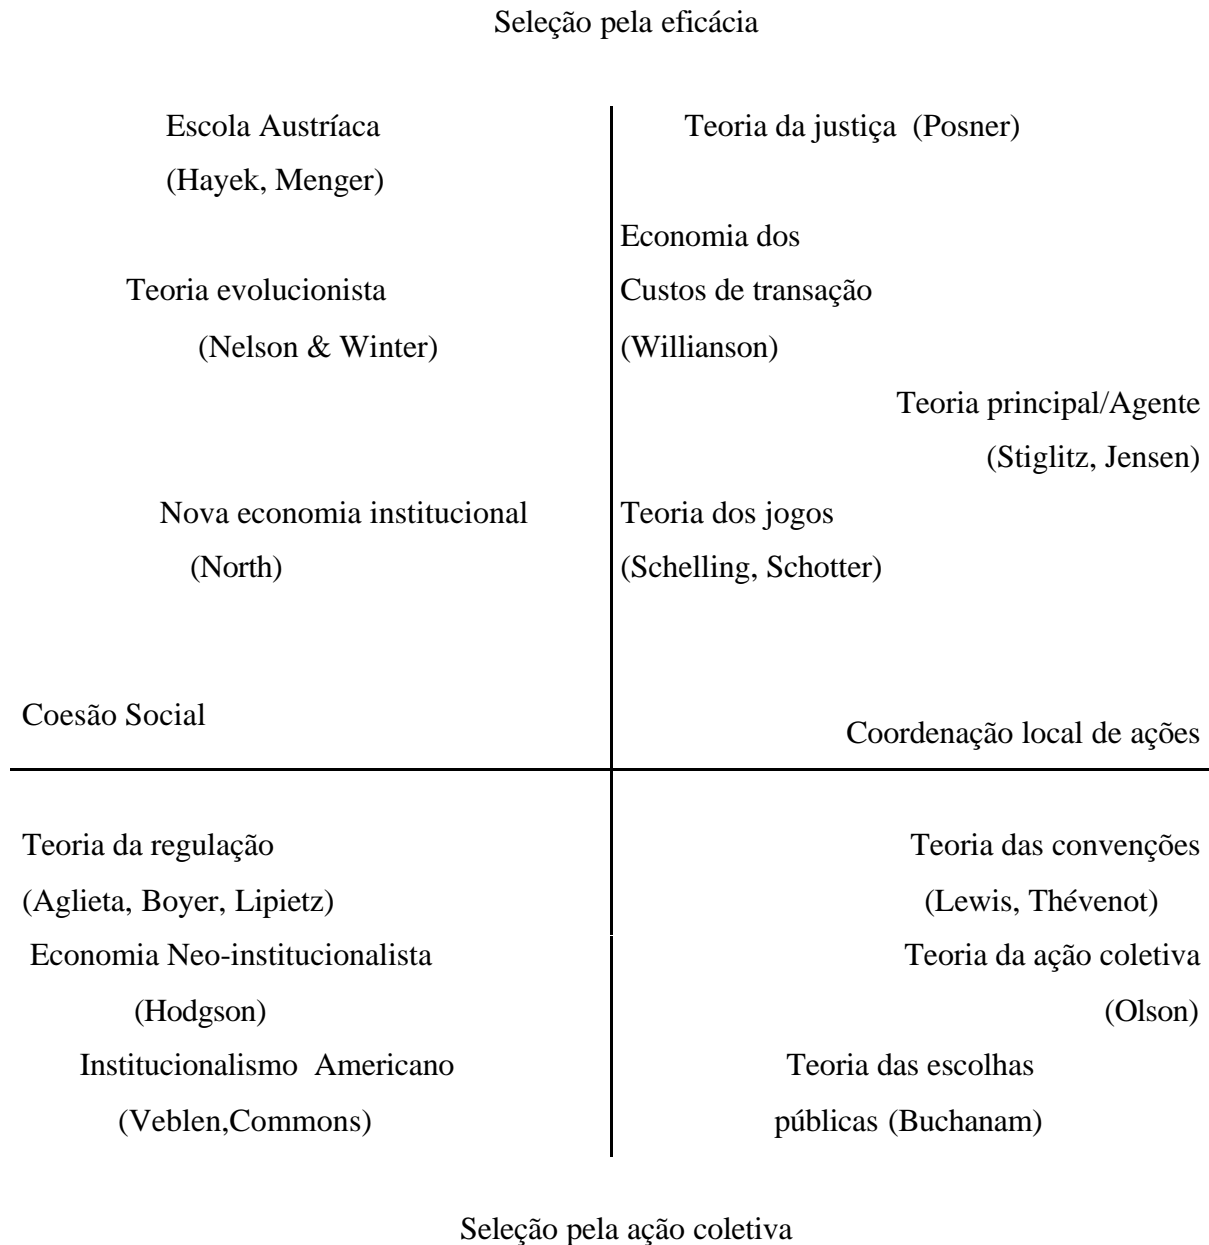 Seleção pela eficácia
Escola Austríaca
(Hayek, Menger)
Teoria da justiça (Posner)
Economia dos
Custos de transação
(Willianson)
Teoria evolucionista
(Nelson & Winter)
Teoria principal/Agente
(Stiglitz, Jensen)
Nova economia institucional
(North)
Teoria dos jogos
(Schelling, Schotter)
Coesão Social
Coordenação local de ações
Teoria da regulação
(Aglieta, Boyer, Lipietz)
Economia Neo-institucionalista
(Hodgson)
Institucionalismo Americano
(Veblen,Commons)
Teoria das convenções
(Lewis, Thévenot)
Teoria da ação coletiva
(Olson)
Teoria das escolhas
públicas (Buchanam)
Seleção pela ação coletiva